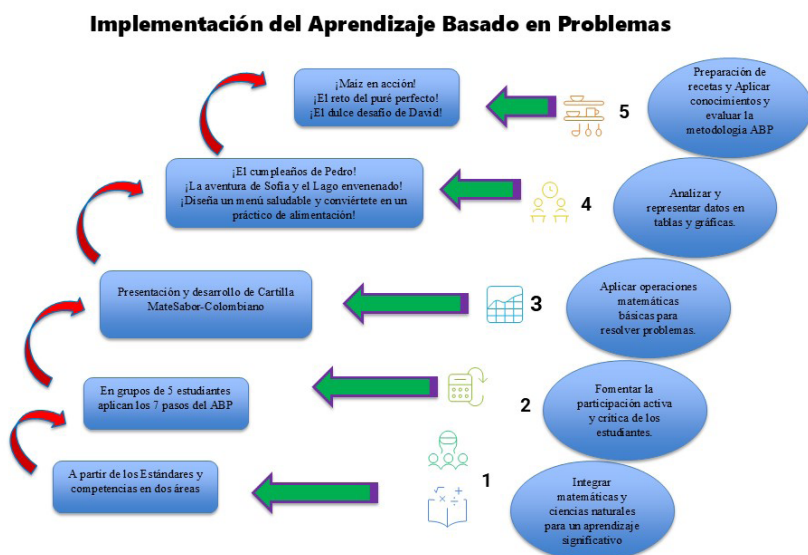 Implementación del Aprendizaje Basado en Problemas
¡Maíz en acción!
¡El reto del puré perfecto!
¡El dulce desafío de David!
5
Preparación de
recetas y Aplicar
conocimientos y
evaluar la
metodología ABP
¡El cumpleaños de Pedro!
¡La aventura de Sofía y el Lago envenenado!
¡Diseña un menú saludable y conviértete en un
práctico de alimentación!
4
Analizar y
representar datos en
tablas y gráficas.
Presentación y desarrollo de Cartilla
MateSabor-Colombiano
3
Aplicar operaciones
matemáticas
básicas para
resolver problemas.
En grupos de 5 estudiantes
aplican los 7 pasos del ABP
2
Fomentar la
participación activa
y crítica de los
estudiantes.
A partir de los Estándares y
competencias en dos áreas
1
Integrar
matemáticas y
ciencias naturales
para un aprendizaje
significativo